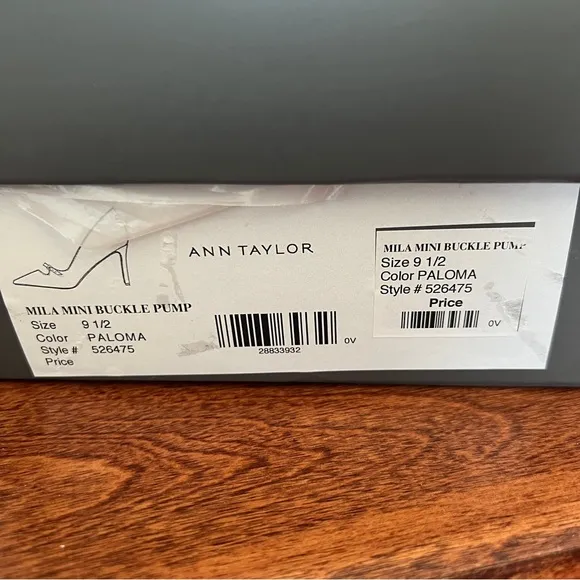 ANN TAYLOR
MILA MINI BUCKLE PUMP
Size 9 1/2
Color PALOMA
Style # 526475
Price
28833932
0V
MILA MINI BUCKLE PUMP
Size 9 1/2
Color PALOMA
Style # 526475
Price
0V